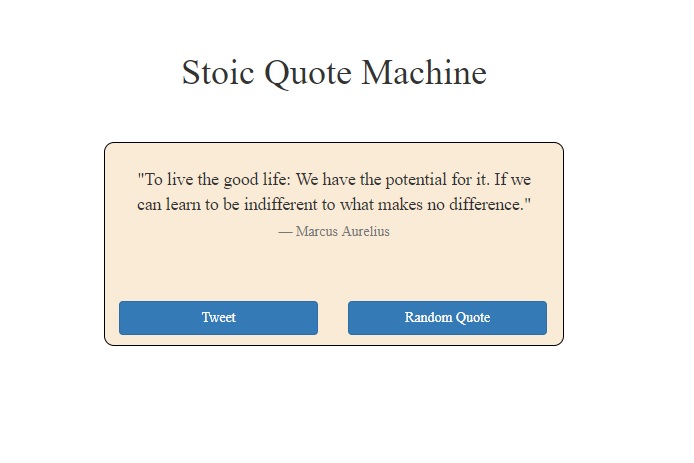 Stoic Quote Machine
"To live the good life: We have the potential for it. If we
can learn to be indifferent to what makes no difference."
— Marcus Aurelius
Tweet
Random Quote